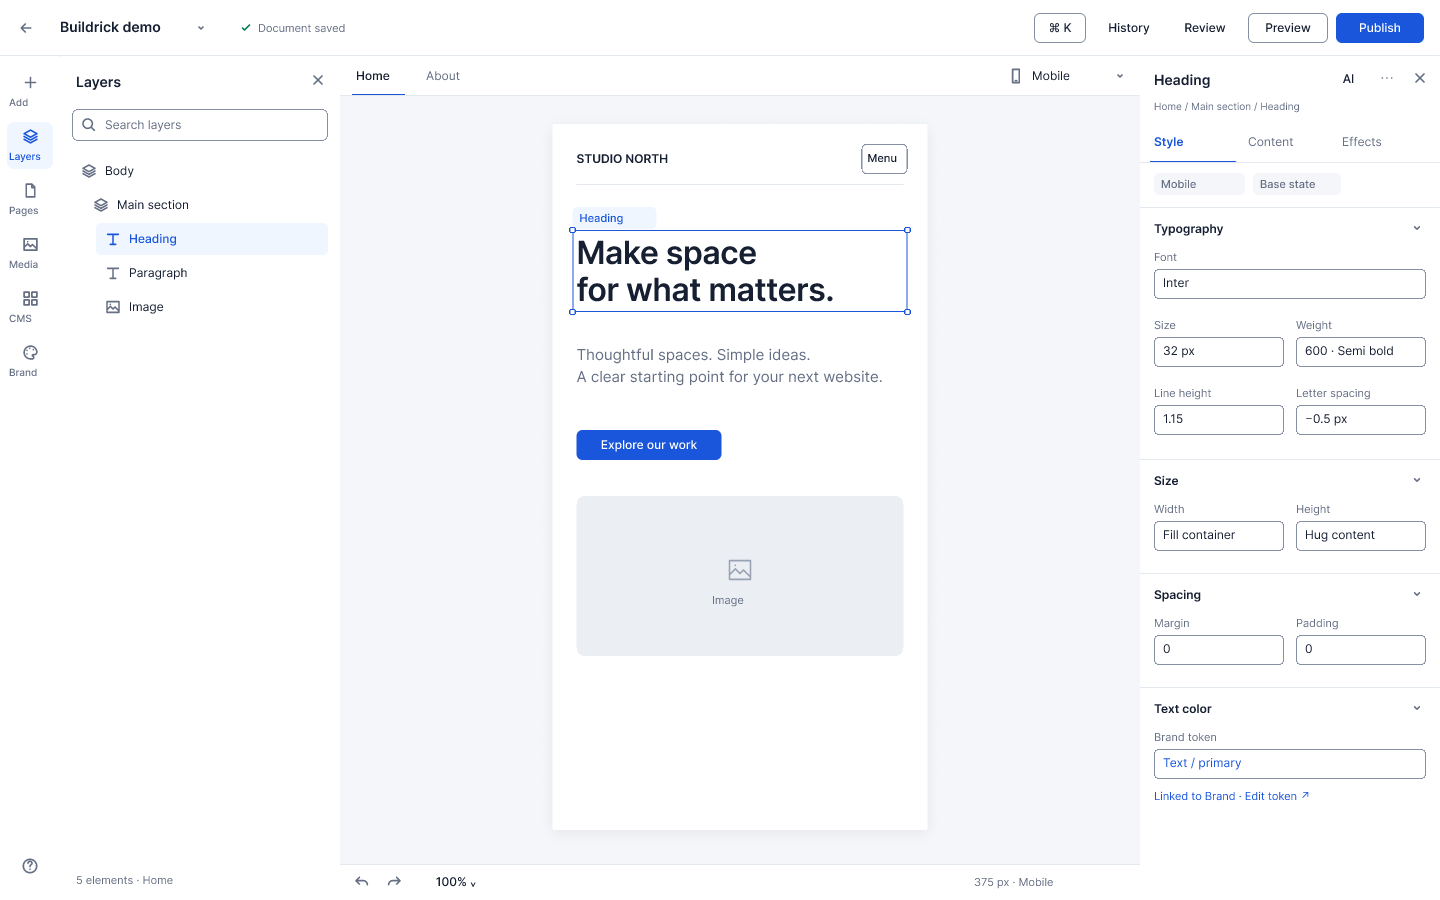 Buildrick demo
Document saved
⌘ K
History
Review
Preview
Publish
Add
Layers
Pages
Media
CMS
Brand
Layers
Search layers
Body
Main section
Heading
Paragraph
Image
5 elements · Home
Home
About
Mobile
STUDIO NORTH
Menu
Heading
Make space
for what matters.
Thoughtful spaces. Simple ideas.
A clear starting point for your next website.
Explore our work
Image
100%
375 px · Mobile
Heading
AI
Home / Main section / Heading
Style
Content
Effects
Mobile
Base state
Typography
Font
Inter
Size
Weight
32 px
600 · Semi bold
Line height
Letter spacing
1.15
−0.5 px
Size
Width
Height
Fill container
Hug content
Spacing
Margin
Padding
0
0
Text color
Brand token
Text / primary
Linked to Brand · Edit token ↗